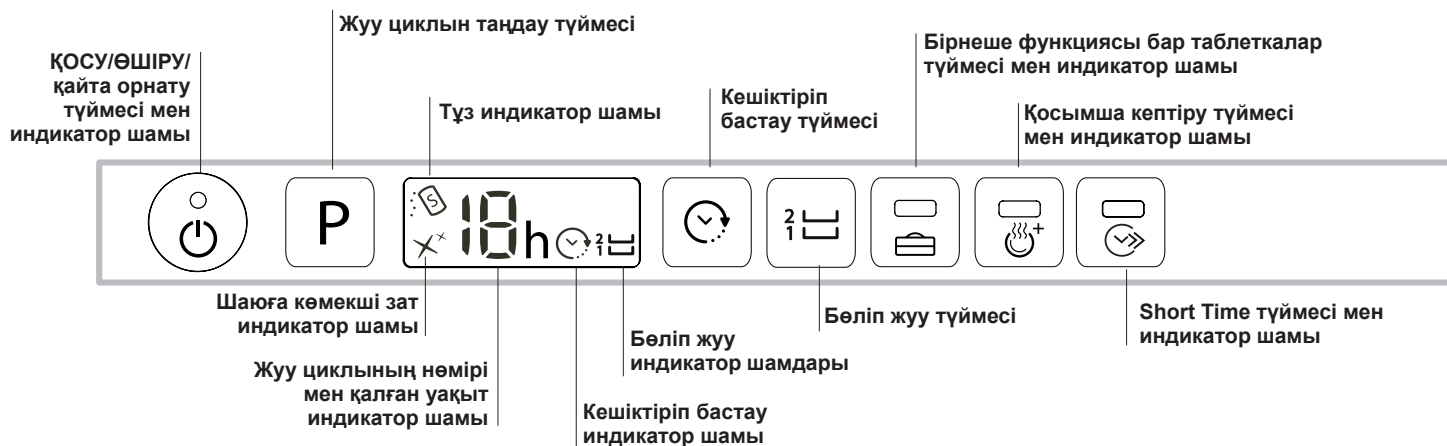 Жуу циклын таңдау түймесі
ҚОСУ/ӨШІРУ/
қайта орнату
түймесі мен
индикатор шамы
Тұз индикатор шамы
Кешіктіріп
бастау түймесі
Бірнеше функциясы бар таблеткалар
түймесі мен индикатор шамы
Қосымша кептіру түймесі
мен индикатор шамы
P
S
18h
2
1
2
1
Шаюға көмекші зат
индикатор шамы
Жуу циклының нөмірі
мен қалған уақыт
индикатор шамы
Кешіктіріп бастау
индикатор шамы
Бөліп жуу
индикатор шамдары
Бөліп жуу түймесі
Short Time түймесі мен
индикатор шамы